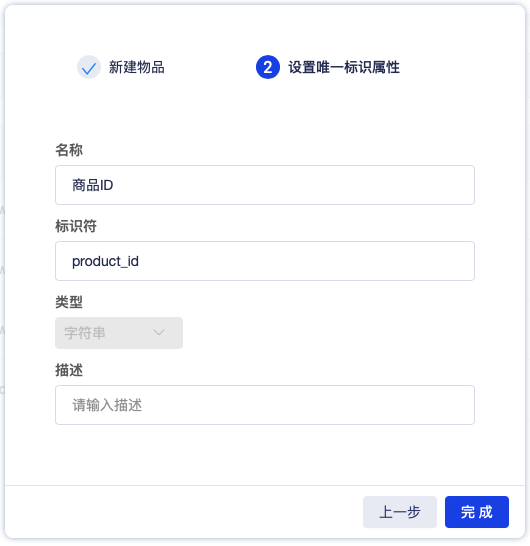 新建物品
2 设置唯一标识属性
名称
商品ID
标识符
product_id
类型
字符串
描述
请输入描述
上一步 完成